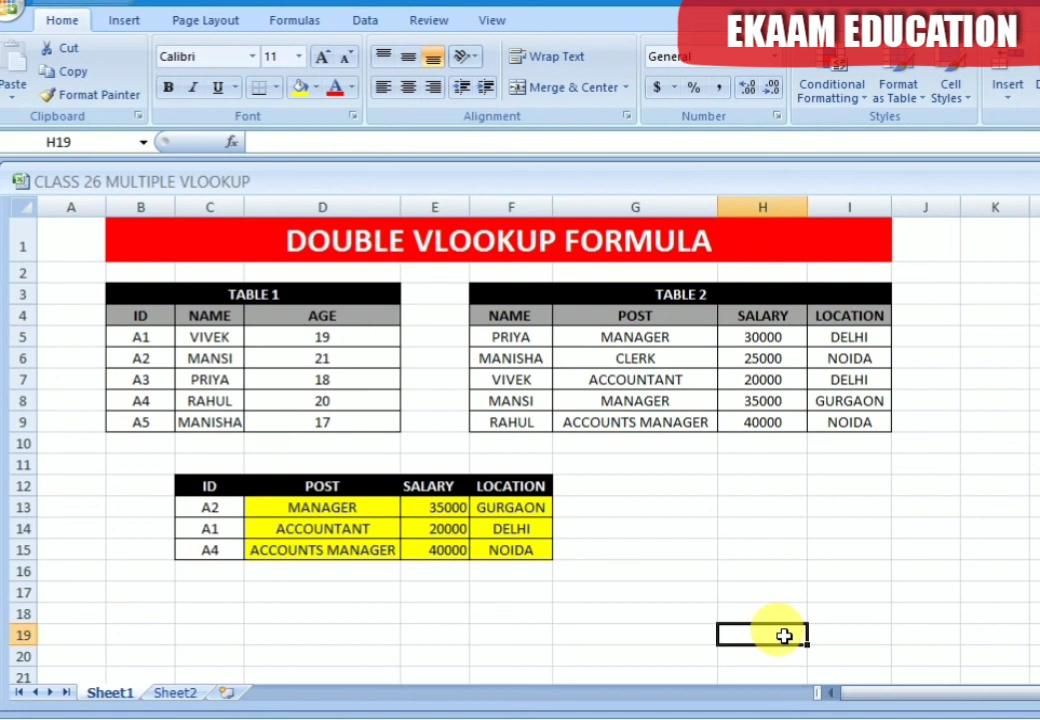 Home Insert Page Layout Formulas Data Review View
EKAAM EDUCATION
Cut
Copy
Format Painter
Paste
Clipboard
Calibri 11 A A
B I U A
Font
Wrap Text
Merge & Center
Alignment
General
$ % , .0 .00 .00 .0
Number
Conditional Formatting
Format as Table
Cell Styles
Styles
Insert
H19 fx
CLASS 26 MULTIPLE VLOOKUP
A B C D E F G H I J K
1 DOUBLE VLOOKUP FORMULA
2
3 TABLE 1 TABLE 2
4 ID NAME AGE NAME POST SALARY LOCATION
5 A1 VIVEK 19 PRIYA MANAGER 30000 DELHI
6 A2 MANSI 21 MANISHA CLERK 25000 NOIDA
7 A3 PRIYA 18 VIVEK ACCOUNTANT 20000 DELHI
8 A4 RAHUL 20 MANSI MANAGER 35000 GURGAON
9 A5 MANISHA 17 RAHUL ACCOUNTS MANAGER 40000 NOIDA
10
11
12 ID POST SALARY LOCATION
13 A2 MANAGER 35000 GURGAON
14 A1 ACCOUNTANT 20000 DELHI
15 A4 ACCOUNTS MANAGER 40000 NOIDA
16
17
18
19
20
21
Sheet1 Sheet2